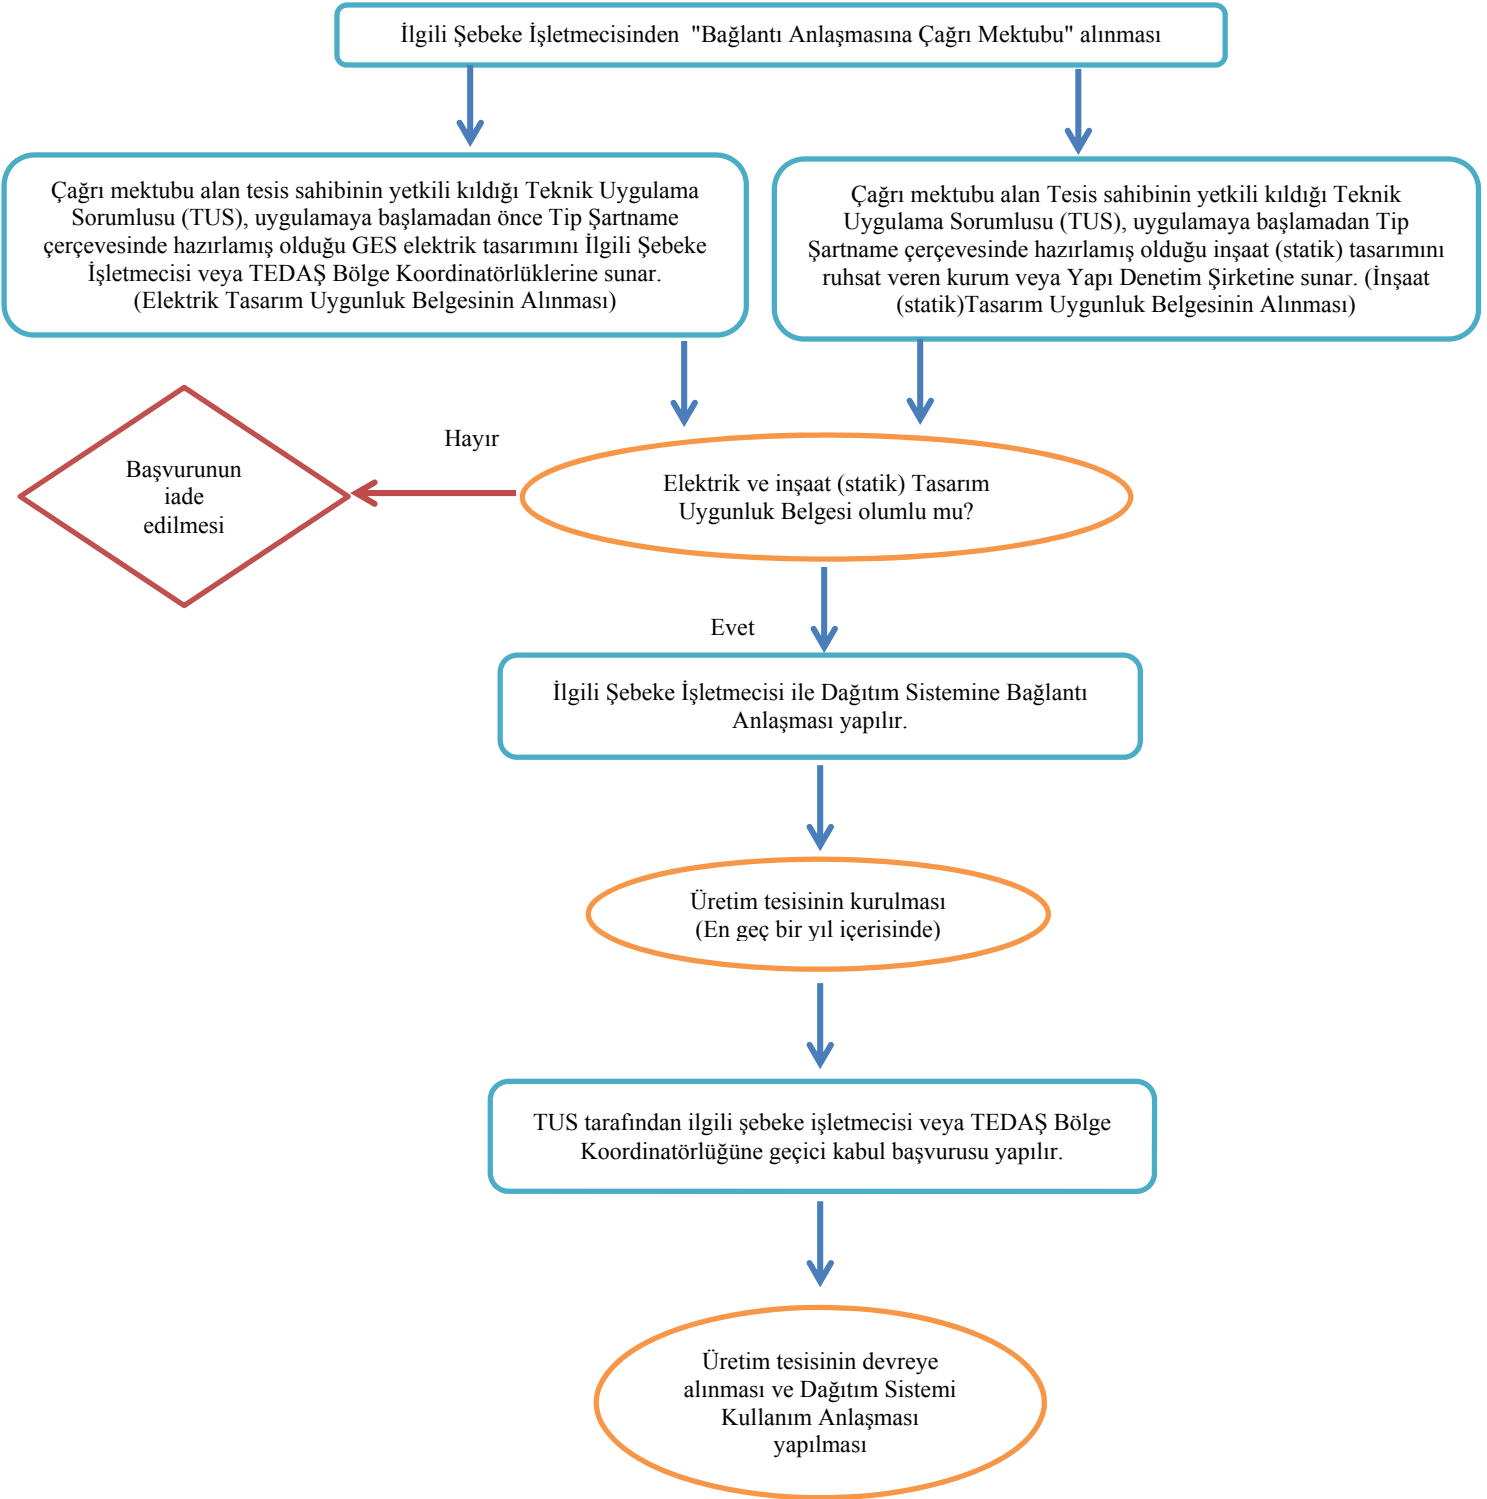 İlgili Şebeke İşletmecisinden "Bağlantı Anlaşmasına Çağrı Mektubu" alınması
Çağrı mektubu alan tesis sahibinin yetkili kıldığı Teknik Uygulama
Sorumlusu (TUS), uygulamaya başlamadan önce Tip Şartname
çerçevesinde hazırlamış olduğu GES elektrik tasarımını İlgili Şebeke
İşletmecisi veya TEDAŞ Bölge Koordinatörlüklerine sunar.
(Elektrik Tasarım Uygunluk Belgesinin Alınması)
Çağrı mektubu alan Tesis sahibinin yetkili kıldığı Teknik
Uygulama Sorumlusu (TUS), uygulamaya başlamadan Tip
Şartname çerçevesinde hazırlamış olduğu inşaat (statik) tasarımını
ruhsat veren kurum veya Yapı Denetim Şirketine sunar. (İnşaat
(statik)Tasarım Uygunluk Belgesinin Alınması)
Hayır
Başvurunun
iade
edilmesi
Elektrik ve inşaat (statik) Tasarım
Uygunluk Belgesi olumlu mu?
Evet
İlgili Şebeke İşletmecisi ile Dağıtım Sistemine Bağlantı
Anlaşması yapılır.
Üretim tesisinin kurulması
(En geç bir yıl içerisinde)
TUS tarafından ilgili şebeke işletmecisi veya TEDAŞ Bölge
Koordinatörlüğüne geçici kabul başvurusu yapılır.
Üretim tesisinin devreye
alınması ve Dağıtım Sistemi
Kullanım Anlaşması
yapılması